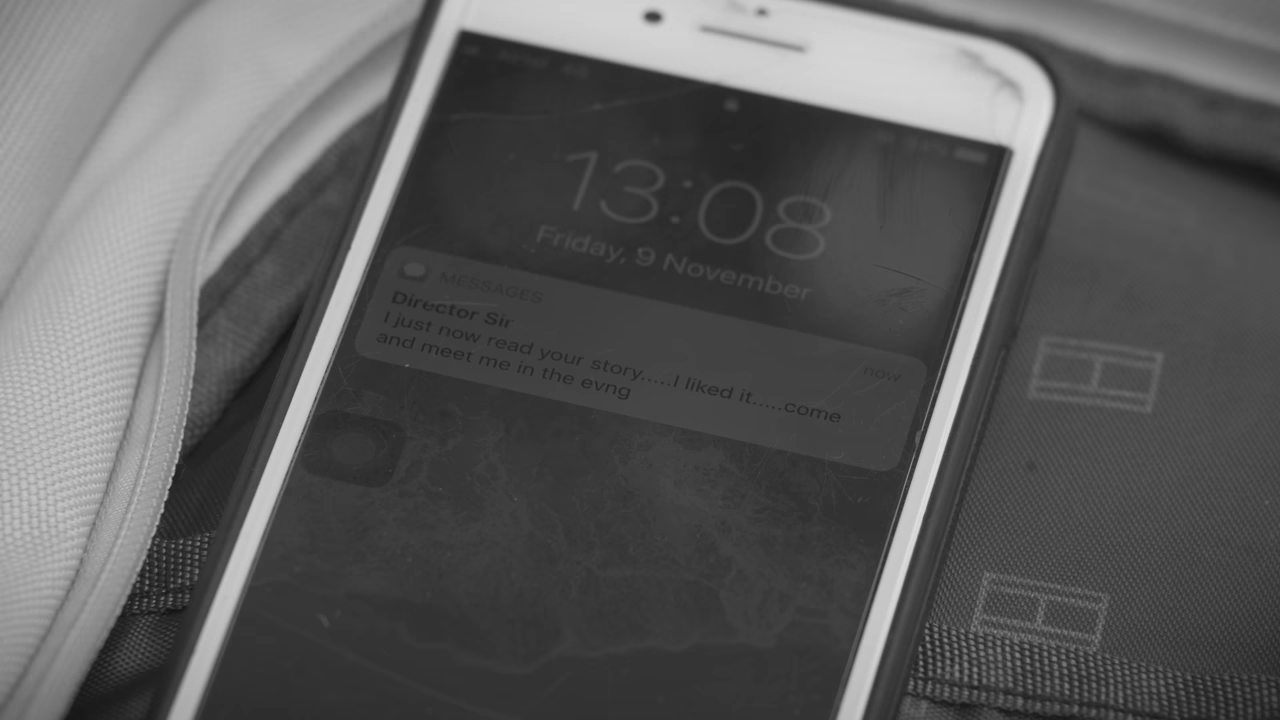 13:08
Friday, 9 November
MESSAGES
now
Director Sir
I just now read your story.....I liked it.....come
and meet me in the evng